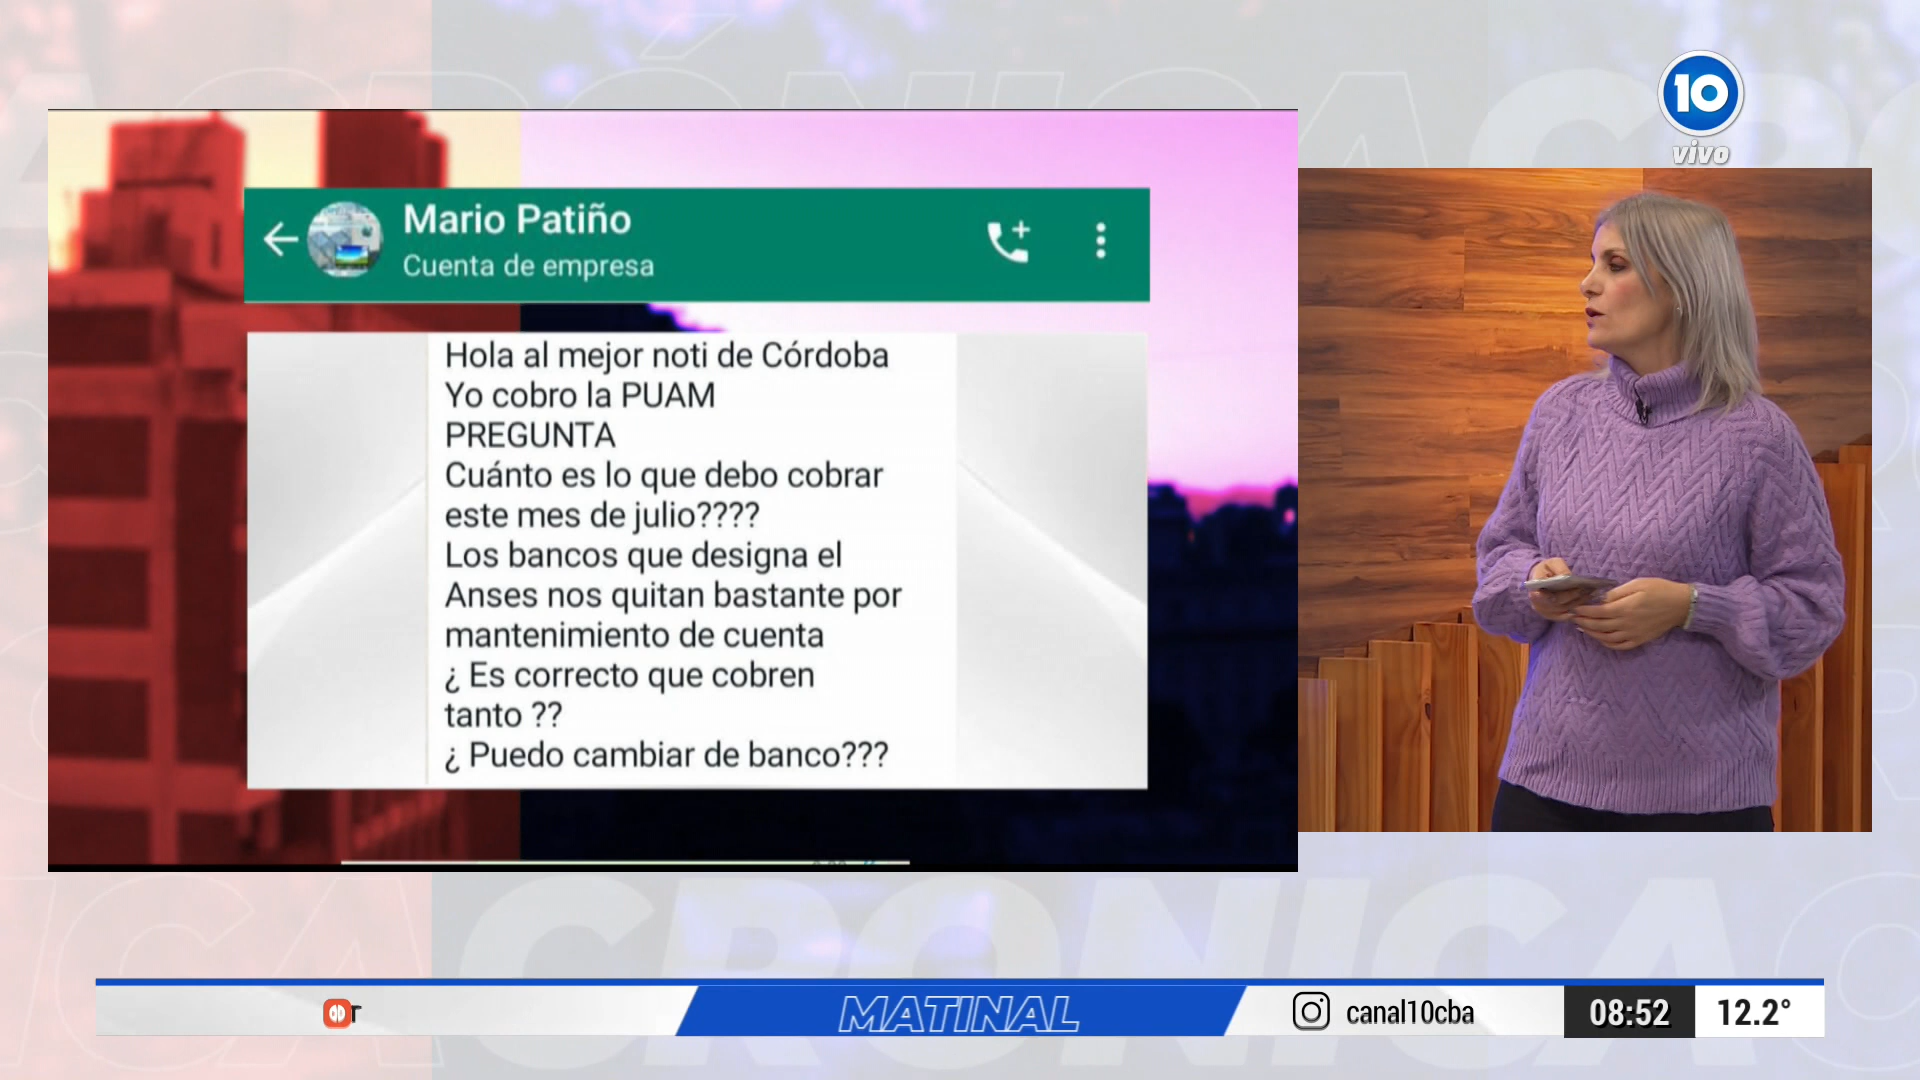 10
vivo
Mario Patiño
Cuenta de empresa
Hola al mejor noti de Córdoba
Yo cobro la PUAM
PREGUNTA
Cuánto es lo que debo cobrar
este mes de julio????
Los bancos que designa el
Anses nos quitan bastante por
mantenimiento de cuenta
¿ Es correcto que cobren
tanto ??
¿ Puedo cambiar de banco???
MATINAL
canal10cba
08:52
12.2°
CRONICA